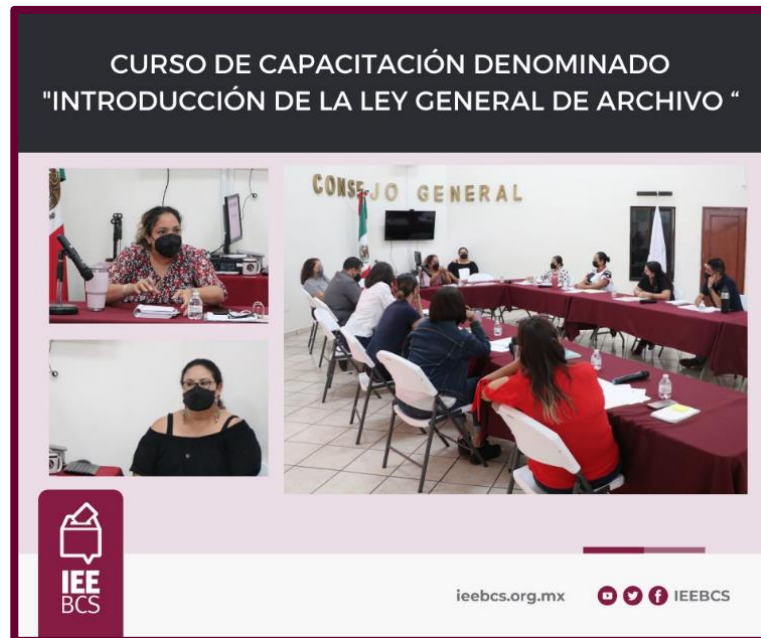 CURSO DE CAPACITACIÓN DENOMINADO
"INTRODUCCIÓN DE LA LEY GENERAL DE ARCHIVO “
CONSEJO GENERAL
IEE
BCS
ieebcs.org.mx
IEEBCS